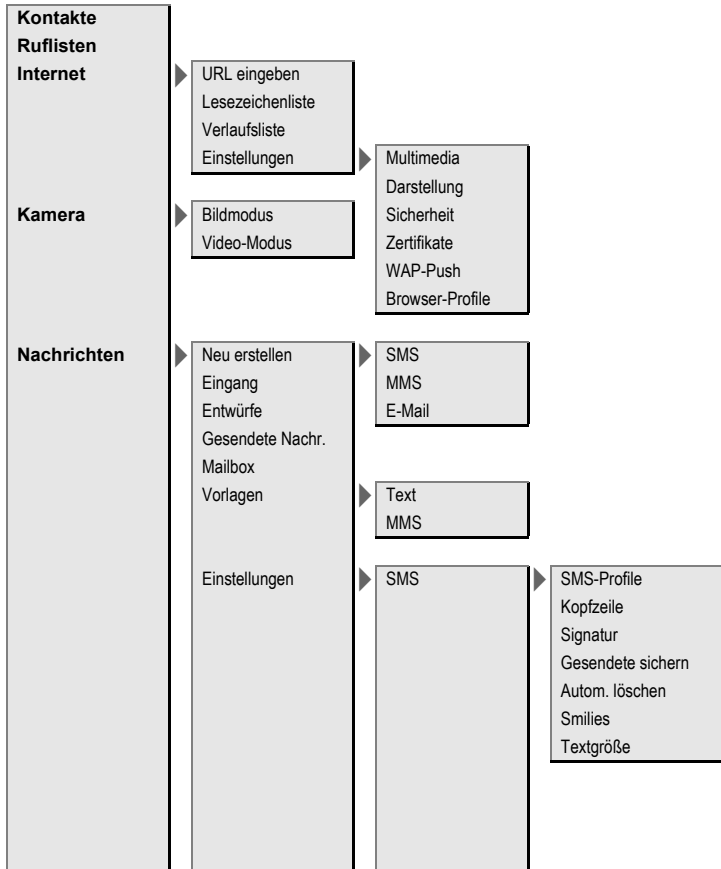 Kontakte
Ruflisten
Internet
URL eingeben
Lesezeichenliste
Verlaufsliste
Einstellungen
Multimedia
Darstellung
Sicherheit
Zertifikate
WAP-Push
Browser-Profile
Kamera
Bildmodus
Video-Modus
Nachrichten
Neu erstellen
SMS
MMS
E-Mail
Eingang
Entwürfe
Gesendete Nachr.
Mailbox
Vorlagen
Text
MMS
Einstellungen
SMS
SMS-Profile
Kopfzeile
Signatur
Gesendete sichern
Autom. löschen
Smilies
Textgröße